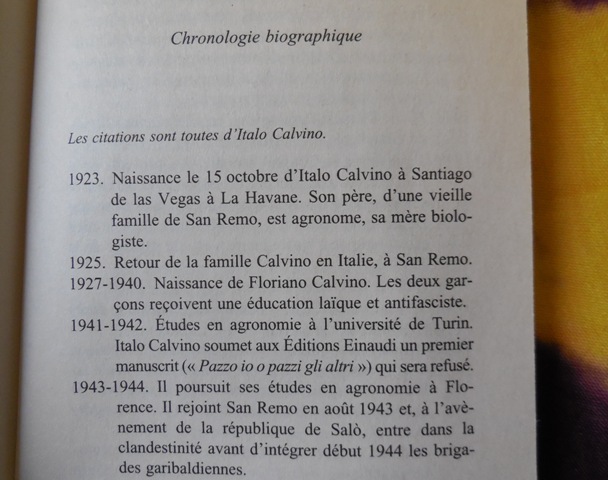 Chronologie biographique
Les citations sont toutes d'Italo Calvino.
1923. Naissance le 15 octobre d'Italo Calvino à Santiago
de las Vegas à La Havane. Son père, d'une vieille
famille de San Remo, est agronome, sa mère biolo-
giste.
1925. Retour de la famille Calvino en Italie, à San Remo.
1927-1940. Naissance de Floriano Calvino. Les deux gar-
çons reçoivent une éducation laïque et antifasciste.
1941-1942. Études en agronomie à l'université de Turin.
Italo Calvino soumet aux Éditions Einaudi un premier
manuscrit (« Pazzo io o pazzi gli altri ») qui sera refusé.
1943-1944. Il poursuit ses études en agronomie à Flo-
rence. Il rejoint San Remo en août 1943 et, à l'avè-
nement de la république de Salò, entre dans la
clandestinité avant d'intégrer début 1944 les briga-
des garibaldiennes.